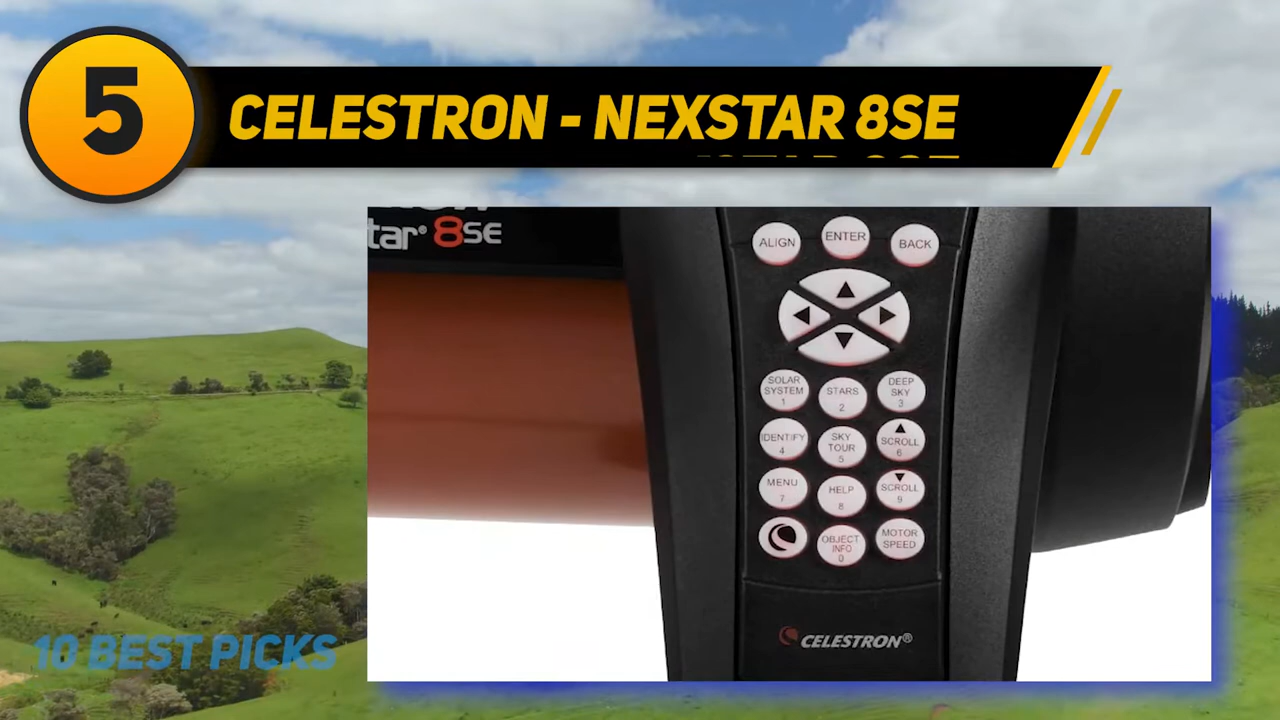 5
CELESTRON - NEXSTAR 8SE
tar® 8SE
ALIGN
ENTER
BACK
SOLAR
SYSTEM
1
STARS
2
DEEP
SKY
3
IDENTIFY
4
SKY
TOUR
5
SCROLL
6
MENU
7
HELP
8
SCROLL
9
OBJECT
INFO
0
MOTOR
SPEED
CELESTRON®
10 BEST PICKS